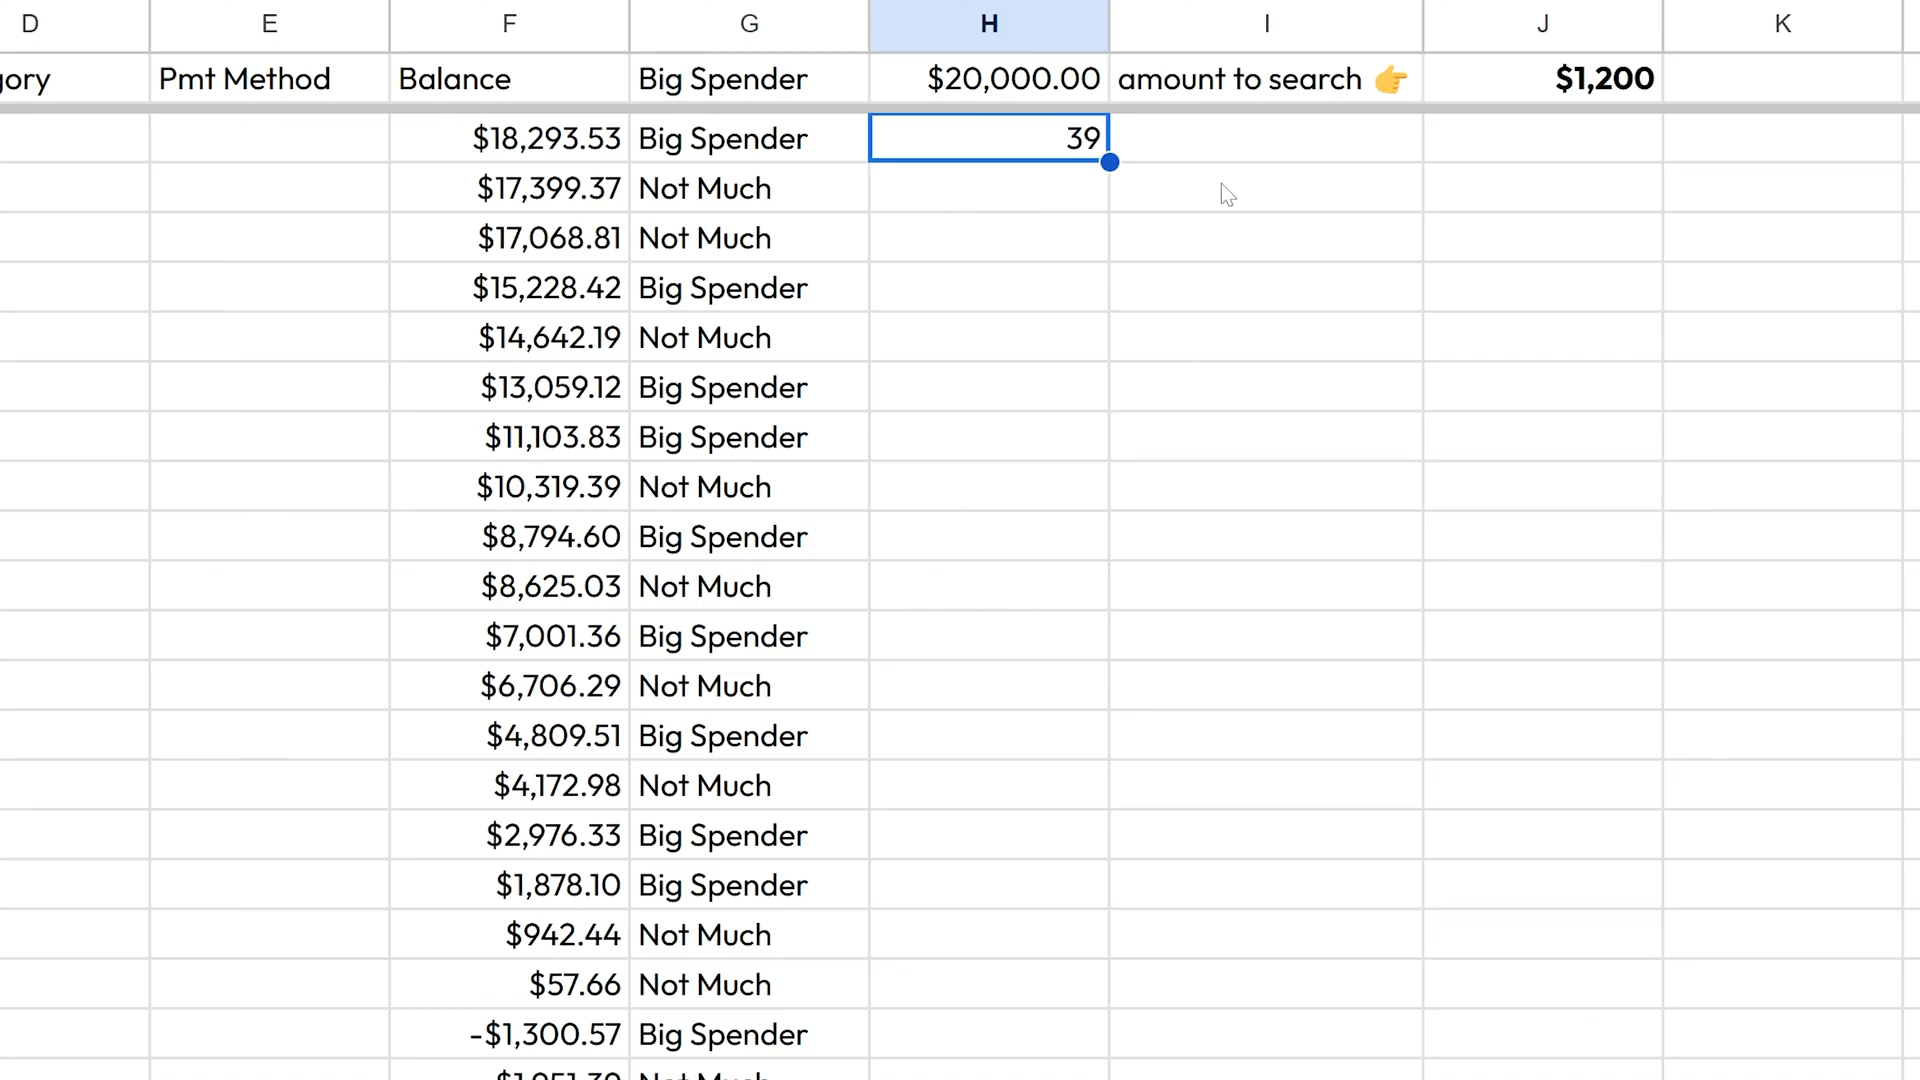 D E F G H I J K
gory Pmt Method Balance Big Spender $20,000.00 amount to search 👉 $1,200
$18,293.53 Big Spender 39
$17,399.37 Not Much
$17,068.81 Not Much
$15,228.42 Big Spender
$14,642.19 Not Much
$13,059.12 Big Spender
$11,103.83 Big Spender
$10,319.39 Not Much
$8,794.60 Big Spender
$8,625.03 Not Much
$7,001.36 Big Spender
$6,706.29 Not Much
$4,809.51 Big Spender
$4,172.98 Not Much
$2,976.33 Big Spender
$1,878.10 Big Spender
$942.44 Not Much
$57.66 Not Much
-$1,300.57 Big Spender
Not Much